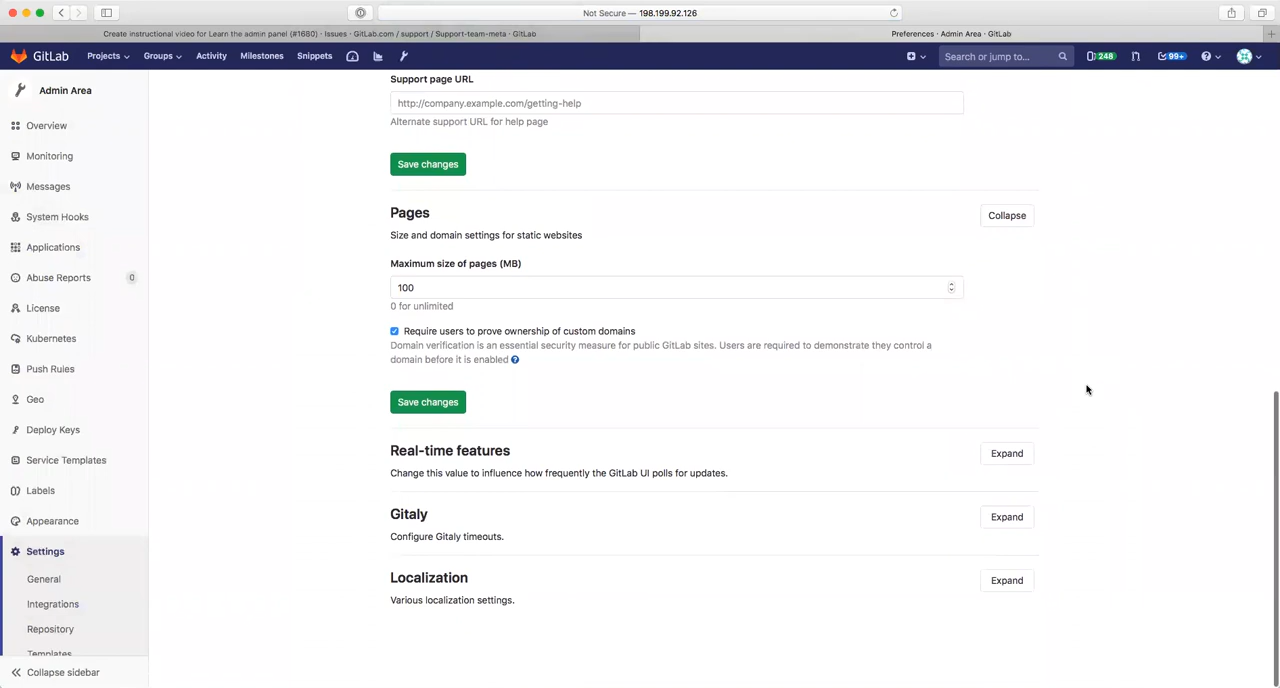 Not Secure — 198.199.92.126
Create instructional video for Learn the admin panel (#1680) · Issues · GitLab.com / support / Support-team-meta · GitLab
Preferences · Admin Area · GitLab
GitLab Projects Groups Activity Milestones Snippets Search or jump to... 248 99+
Admin Area
Overview
Monitoring
Messages
System Hooks
Applications
Abuse Reports 0
License
Kubernetes
Push Rules
Geo
Deploy Keys
Service Templates
Labels
Appearance
Settings
General
Integrations
Repository
Templates
Collapse sidebar
Support page URL
http://company.example.com/getting-help
Alternate support URL for help page
Save changes
Pages
Collapse
Size and domain settings for static websites
Maximum size of pages (MB)
100
0 for unlimited
Require users to prove ownership of custom domains
Domain verification is an essential security measure for public GitLab sites. Users are required to demonstrate they control a
domain before it is enabled
Save changes
Real-time features
Expand
Change this value to influence how frequently the GitLab UI polls for updates.
Gitaly
Expand
Configure Gitaly timeouts.
Localization
Expand
Various localization settings.